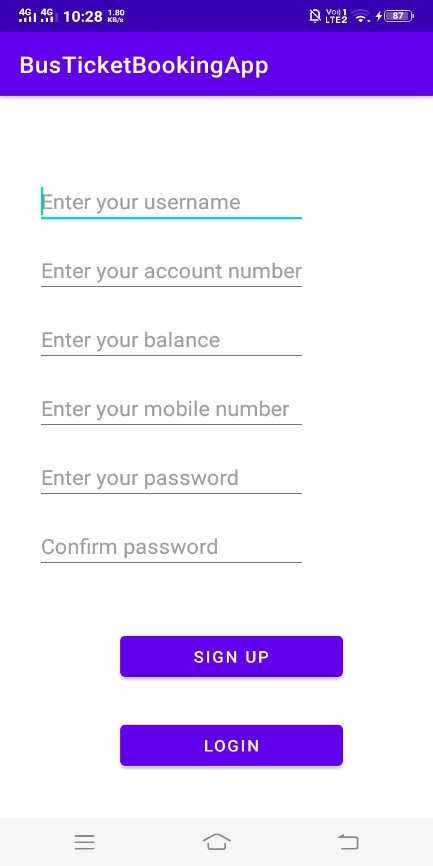 4G 4G 10:28 1.80 KB/s Vo) 1 LTE2 87
BusTicketBookingApp
Enter your username
Enter your account number
Enter your balance
Enter your mobile number
Enter your password
Confirm password
SIGN UP
LOGIN